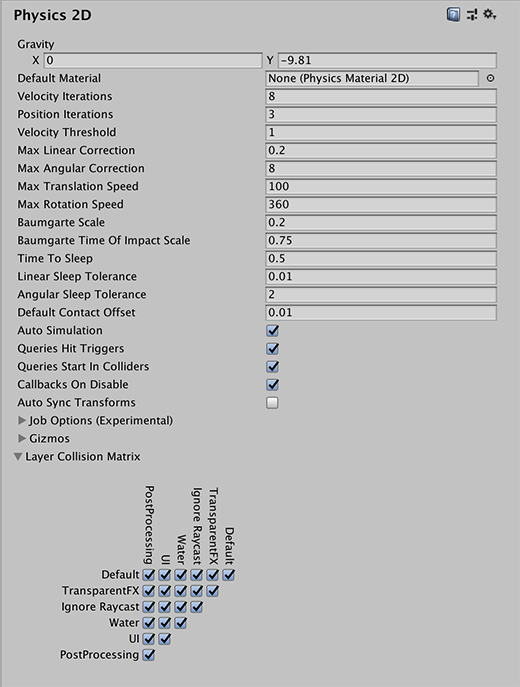 Physics 2D
Gravity
X 0 Y -9.81
Default Material None (Physics Material 2D)
Velocity Iterations 8
Position Iterations 3
Velocity Threshold 1
Max Linear Correction 0.2
Max Angular Correction 8
Max Translation Speed 100
Max Rotation Speed 360
Baumgarte Scale 0.2
Baumgarte Time Of Impact Scale 0.75
Time To Sleep 0.5
Linear Sleep Tolerance 0.01
Angular Sleep Tolerance 2
Default Contact Offset 0.01
Auto Simulation
Queries Hit Triggers
Queries Start In Colliders
Callbacks On Disable
Auto Sync Transforms
Job Options (Experimental)
Gizmos
Layer Collision Matrix
PostProcessing
UI
Water
Ignore Raycast
TransparentFX
Default
Default
TransparentFX
Ignore Raycast
Water
UI
PostProcessing